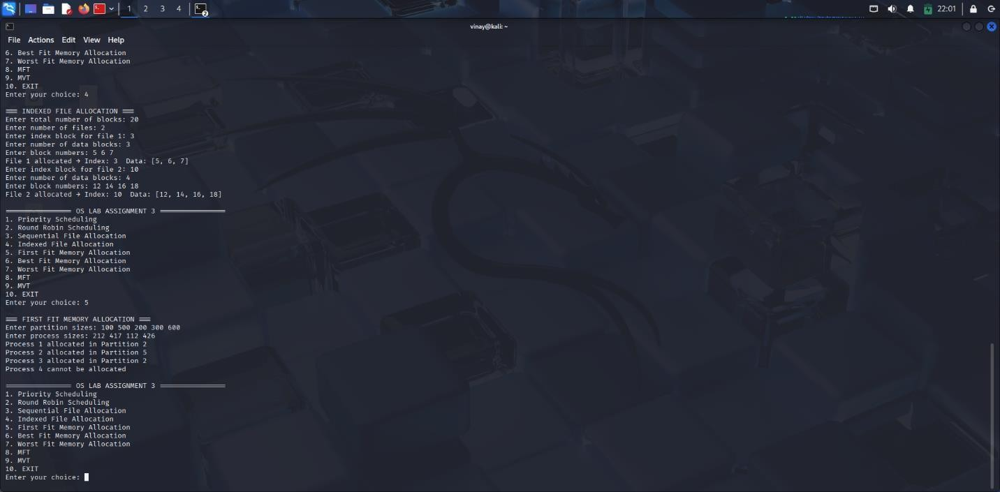 1 2 3 4 2 22:01
vinay@kali: ~
File Actions Edit View Help
6. Best Fit Memory Allocation
7. Worst Fit Memory Allocation
8. MFT
9. MVT
10. EXIT
Enter your choice: 4
=== INDEXED FILE ALLOCATION ===
Enter total number of blocks: 20
Enter number of files: 2
Enter index block for file 1: 3
Enter number of data blocks: 3
Enter block numbers: 5 6 7
File 1 allocated → Index: 3  Data: [5, 6, 7]
Enter index block for file 2: 10
Enter number of data blocks: 4
Enter block numbers: 12 14 16 18
File 2 allocated → Index: 10  Data: [12, 14, 16, 18]
================ OS LAB ASSIGNMENT 3 ================
1. Priority Scheduling
2. Round Robin Scheduling
3. Sequential File Allocation
4. Indexed File Allocation
5. First Fit Memory Allocation
6. Best Fit Memory Allocation
7. Worst Fit Memory Allocation
8. MFT
9. MVT
10. EXIT
Enter your choice: 5
=== FIRST FIT MEMORY ALLOCATION ===
Enter partition sizes: 100 500 200 300 600
Enter process sizes: 212 417 112 426
Process 1 allocated in Partition 2
Process 2 allocated in Partition 5
Process 3 allocated in Partition 2
Process 4 cannot be allocated
================ OS LAB ASSIGNMENT 3 ================
1. Priority Scheduling
2. Round Robin Scheduling
3. Sequential File Allocation
4. Indexed File Allocation
5. First Fit Memory Allocation
6. Best Fit Memory Allocation
7. Worst Fit Memory Allocation
8. MFT
9. MVT
10. EXIT
Enter your choice: